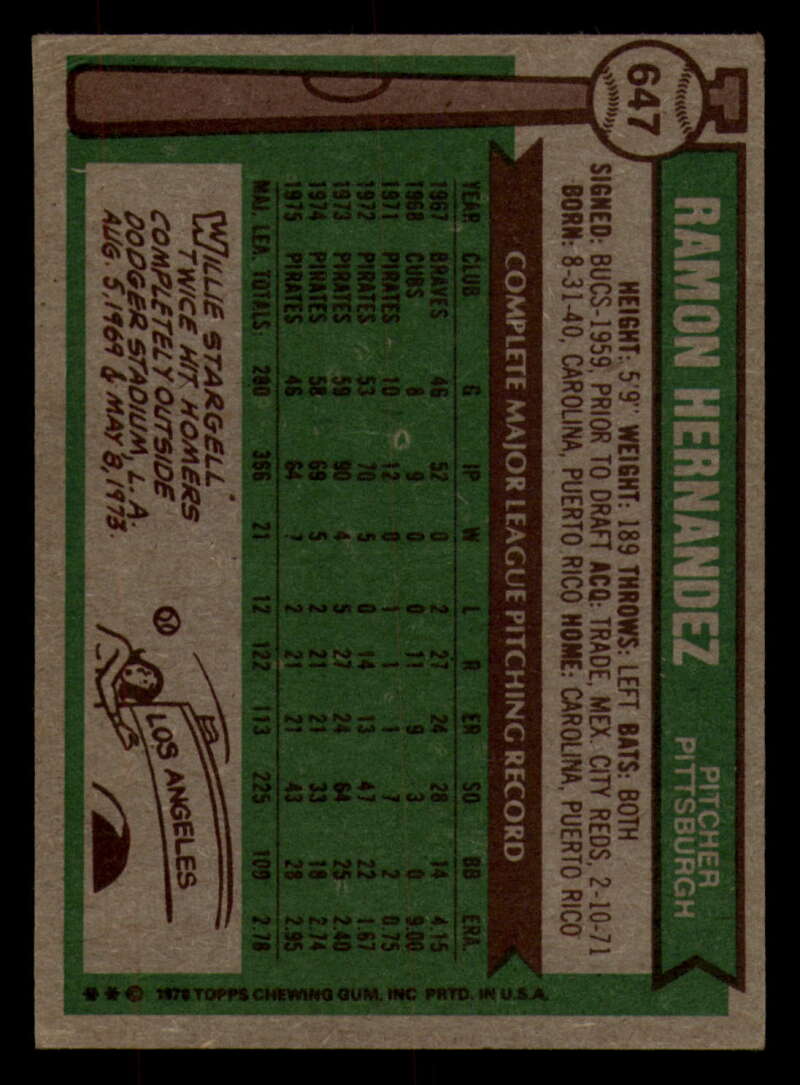 647
RAMON HERNANDEZ
PITCHER
PITTSBURGH
HEIGHT: 5'9" WEIGHT: 189 THROWS: LEFT BATS: BOTH
SIGNED: BUCS-1959, PRIOR TO DRAFT ACQ: TRADE, MEX. CITY REDS, 2-10-71
BORN: 8-31-40, CAROLINA, PUERTO RICO HOME: CAROLINA, PUERTO RICO
COMPLETE MAJOR LEAGUE PITCHING RECORD
YEAR CLUB G IP W L R ER SO BB ERA.
1967 BRAVES 46 52 0 2 27 24 28 14 4.15
1968 CUBS 8 9 0 0 11 9 3 0 9.00
1971 PIRATES 10 12 0 1 1 1 7 2 0.75
1972 PIRATES 53 70 5 0 14 13 47 22 1.67
1973 PIRATES 59 90 4 5 27 24 64 25 2.40
1974 PIRATES 58 69 5 2 21 21 33 18 2.74
1975 PIRATES 46 64 7 2 21 21 43 28 2.95
MAJ. LEA. TOTALS: 280 366 21 12 122 113 225 109 2.78
WILLIE STARGELL
TWICE HIT HOMERS
COMPLETELY OUTSIDE
DODGER STADIUM, L.A.
AUG. 5, 1969 & MAY 8, 1973.
LOS ANGELES
** © 1976 TOPPS CHEWING GUM, INC PRTD. IN U.S.A.